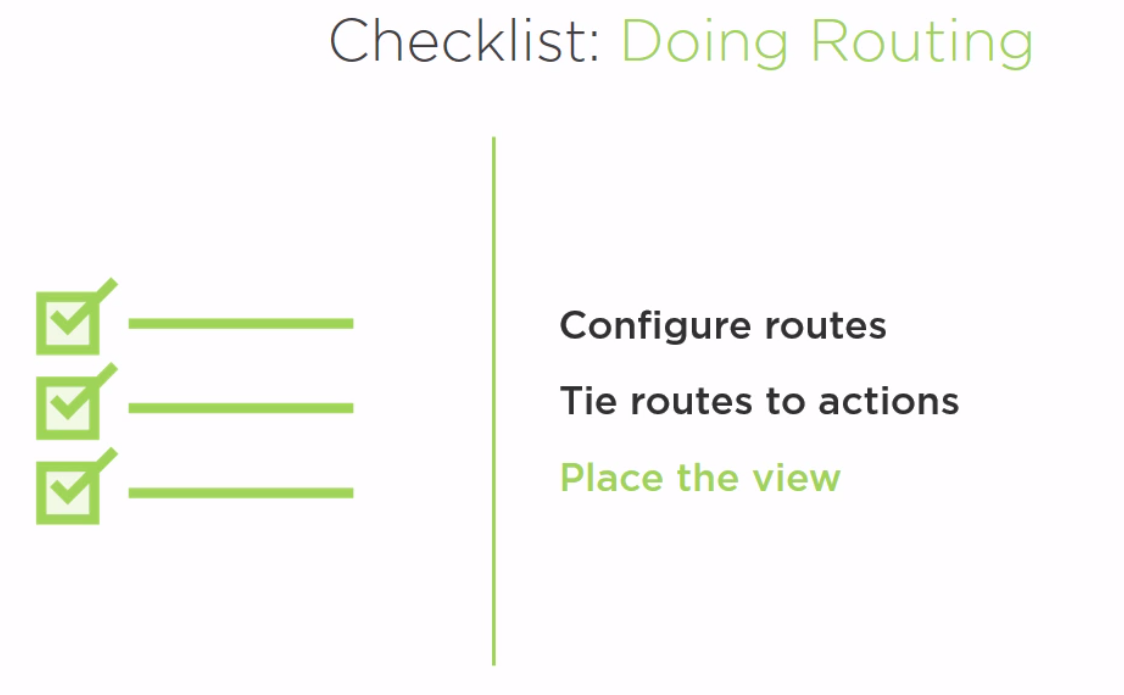 Checklist: Doing Routing
Configure routes
Tie routes to actions
Place the view